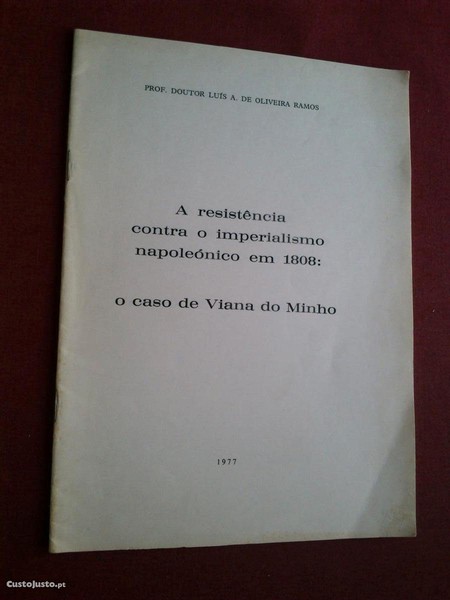 PROF. DOUTOR LUÍS A. DE OLIVEIRA RAMOS
A resistência
contra o imperialismo
napoleónico em 1808:
o caso de Viana do Minho
1977
CustoJusto.pt